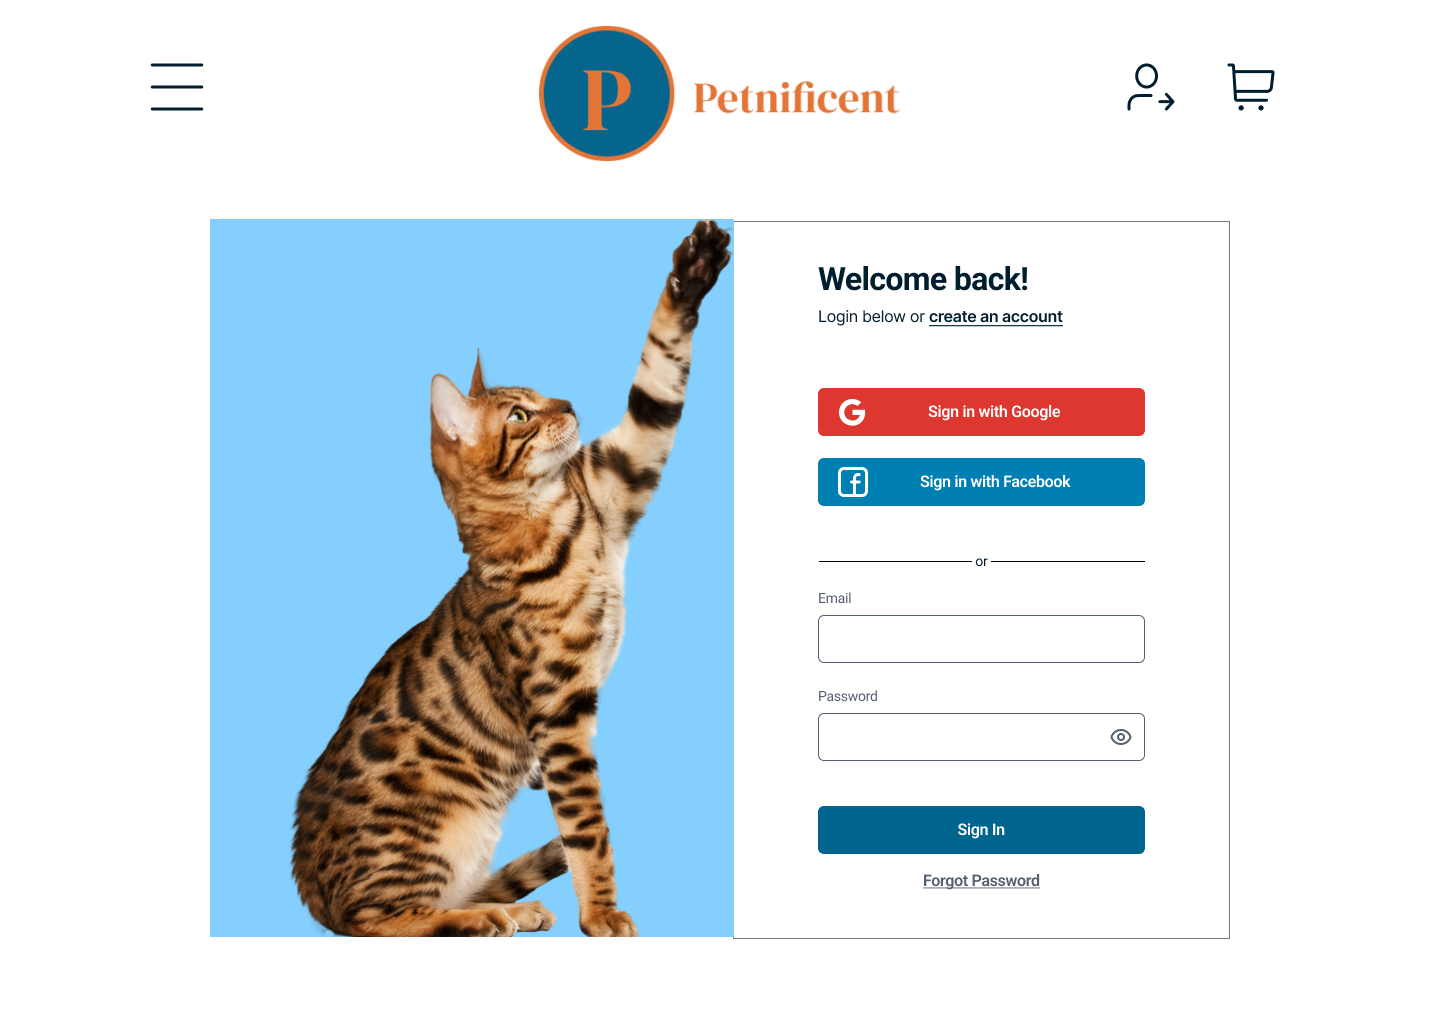 P
Petnificent
Welcome back!
Login below or create an account
G
Sign in with Google
f
Sign in with Facebook
or
Email
Password
Sign In
Forgot Password